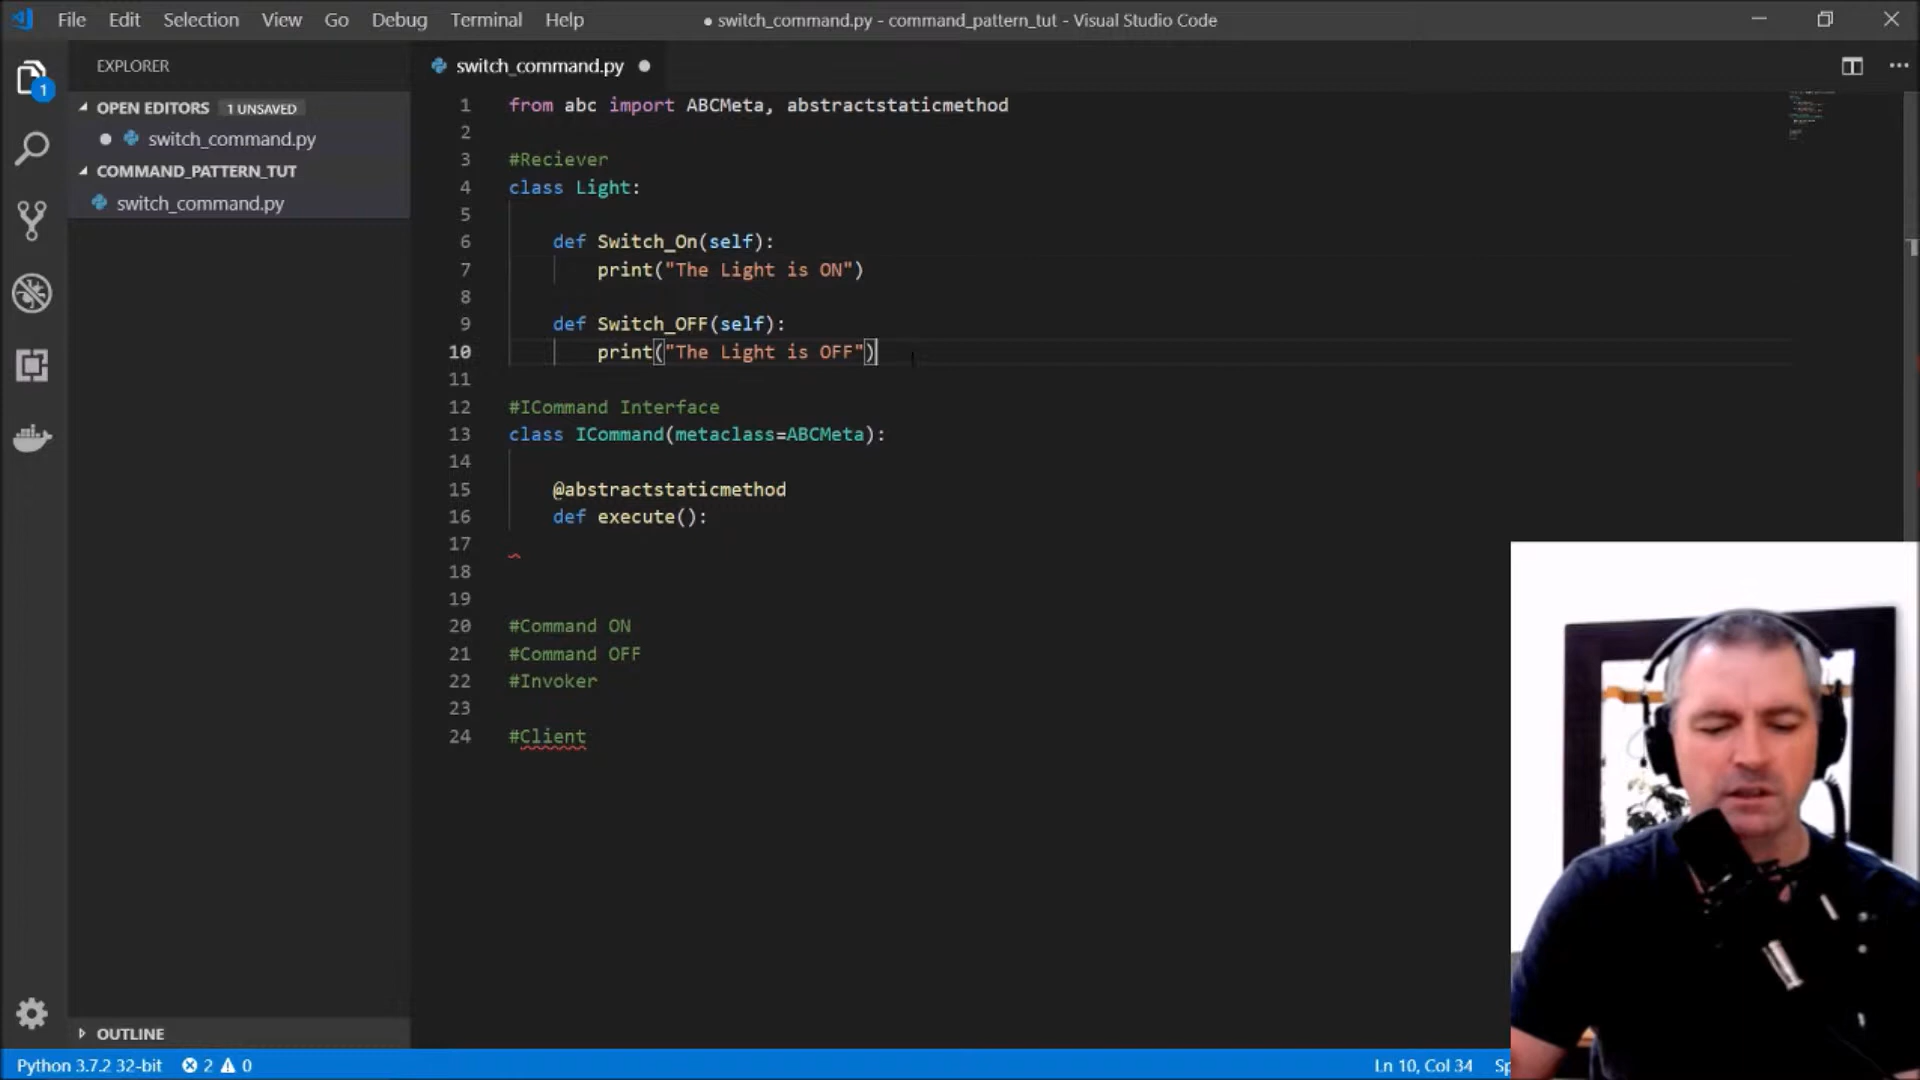 File Edit Selection View Go Debug Terminal Help
● switch_command.py - command_pattern_tut - Visual Studio Code
EXPLORER
OPEN EDITORS 1 UNSAVED
switch_command.py
COMMAND_PATTERN_TUT
switch_command.py
OUTLINE
1
switch_command.py
1 from abc import ABCMeta, abstractstaticmethod
2
3 #Reciever
4 class Light:
5
6 def Switch_On(self):
7 print("The Light is ON")
8
9 def Switch_OFF(self):
10 print("The Light is OFF")
11
12 #ICommand Interface
13 class ICommand(metaclass=ABCMeta):
14
15 @abstractstaticmethod
16 def execute():
17
18
19
20 #Command ON
21 #Command OFF
22 #Invoker
23
24 #Client
Python 3.7.2 32-bit 2 0
Ln 10, Col 34 Sp